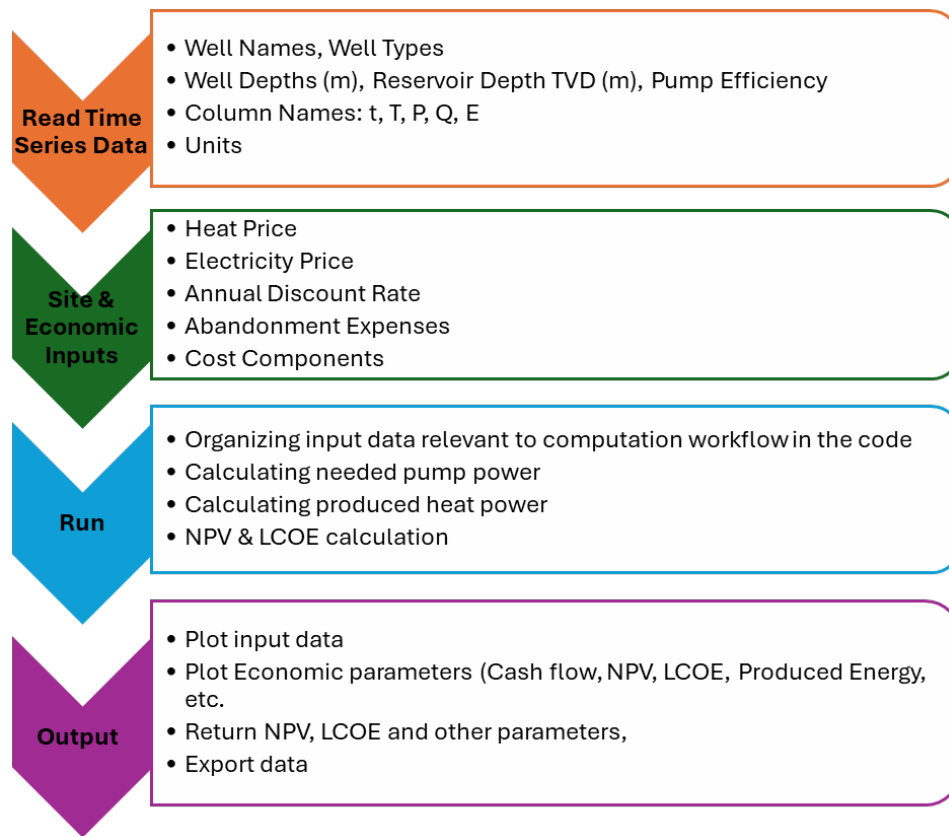 Read Time
Series Data
• Well Names, Well Types
• Well Depths (m), Reservoir Depth TVD (m), Pump Efficiency
• Column Names: t, T, P, Q, E
• Units
Site &
Economic
Inputs
• Heat Price
• Electricity Price
• Annual Discount Rate
• Abandonment Expenses
• Cost Components
Run
• Organizing input data relevant to computation workflow in the code
• Calculating needed pump power
• Calculating produced heat power
• NPV & LCOE calculation
Output
• Plot input data
• Plot Economic parameters (Cash flow, NPV, LCOE, Produced Energy,
etc.
• Return NPV, LCOE and other parameters,
• Export data